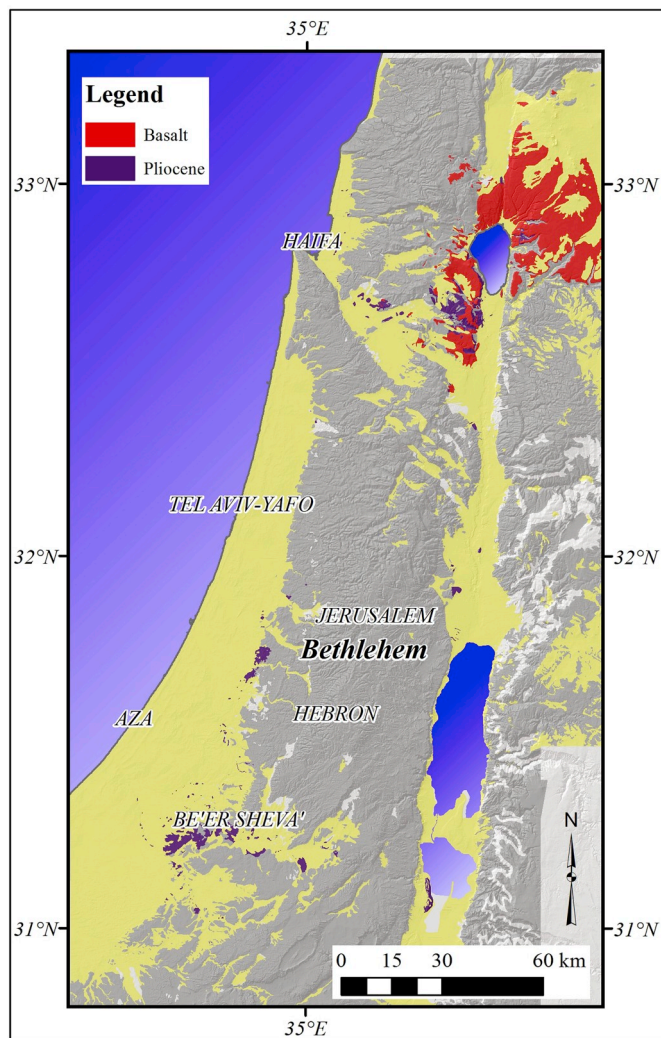 35°E
Legend
Basalt
Pliocene
33°N
33°N
HAIFA
TEL AVIV-YAFO
32°N
32°N
JERUSALEM
Bethlehem
AZA
HEBRON
BE'ER SHEVA'
N
31°N
31°N
0 15 30 60 km
35°E